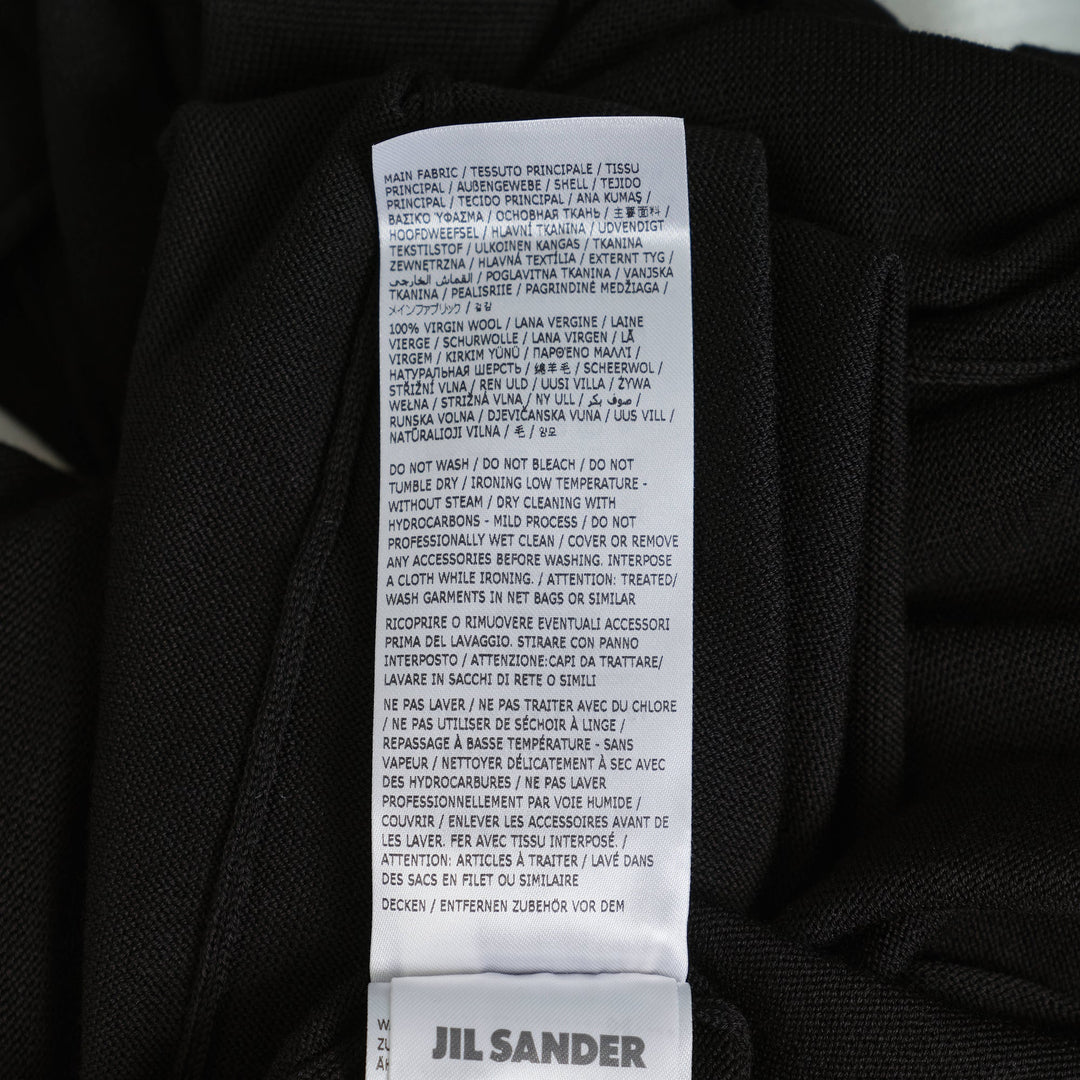 MAIN FABRIC / TESSUTO PRINCIPALE / TISSU
PRINCIPAL / AUßENGEWEBE / SHELL / TEJIDO
PRINCIPAL / TECIDO PRINCIPAL / ANA KUMAŞ /
ΒΑΣΙΚΟ ΎΦΑΣΜΑ / ОСНОВНАЯ ТКАНЬ / 主要面料 /
HOOFDWEEFSEL / HLAVNÍ TKANINA / UDVENDIGT
TEKSTILSTOF / ULKOINEN KANGAS / TKANINA
ZEWNĘTRZNA / HLAVNÁ TEXTÍLIA / EXTERNT TYG /
القماش الخارجي / POGLAVITNA TKANINA / VANJSKA
TKANINA / PEALISRIIE / PAGRINDINĖ MEDŽIAGA /
メインファブリック / 겉감
100% VIRGIN WOOL / LANA VERGINE / LAINE
VIERGE / SCHURWOLLE / LANA VIRGEN / LÃ
VIRGEM / KIRKIM YÜNÜ / ΠΑΡΘΈΝΟ ΜΑΛΛΊ /
НАТУРАЛЬНАЯ ШЕРСТЬ / 绵羊毛 / SCHEERWOL /
STŘIŽNÍ VLNA / REN ULD / UUSI VILLA / ŻYWA
WEŁNA / STRIŽNÁ VLNA / NY ULL / صوف بكر /
RUNSKA VOLNA / DJEVIČANSKA VUNA / UUS VILL /
NATŪRALIOJI VILNA / 毛 / 양모
DO NOT WASH / DO NOT BLEACH / DO NOT
TUMBLE DRY / IRONING LOW TEMPERATURE -
WITHOUT STEAM / DRY CLEANING WITH
HYDROCARBONS - MILD PROCESS / DO NOT
PROFESSIONALLY WET CLEAN / COVER OR REMOVE
ANY ACCESSORIES BEFORE WASHING. INTERPOSE
A CLOTH WHILE IRONING. / ATTENTION: TREATED/
WASH GARMENTS IN NET BAGS OR SIMILAR
RICOPRIRE O RIMUOVERE EVENTUALI ACCESSORI
PRIMA DEL LAVAGGIO. STIRARE CON PANNO
INTERPOSTO / ATTENZIONE:CAPI DA TRATTARE/
LAVARE IN SACCHI DI RETE O SIMILI
NE PAS LAVER / NE PAS TRAITER AVEC DU CHLORE
/ NE PAS UTILISER DE SÉCHOIR À LINGE /
REPASSAGE À BASSE TEMPÉRATURE - SANS
VAPEUR / NETTOYER DÉLICATEMENT À SEC AVEC
DES HYDROCARBURES / NE PAS LAVER
PROFESSIONNELLEMENT PAR VOIE HUMIDE /
COUVRIR / ENLEVER LES ACCESSOIRES AVANT DE
LES LAVER. FER AVEC TISSU INTERPOSÉ. /
ATTENTION: ARTICLES À TRAITER / LAVÉ DANS
DES SACS EN FILET OU SIMILAIRE
DECKEN / ENTFERNEN ZUBEHÖR VOR DEM
JIL SANDER